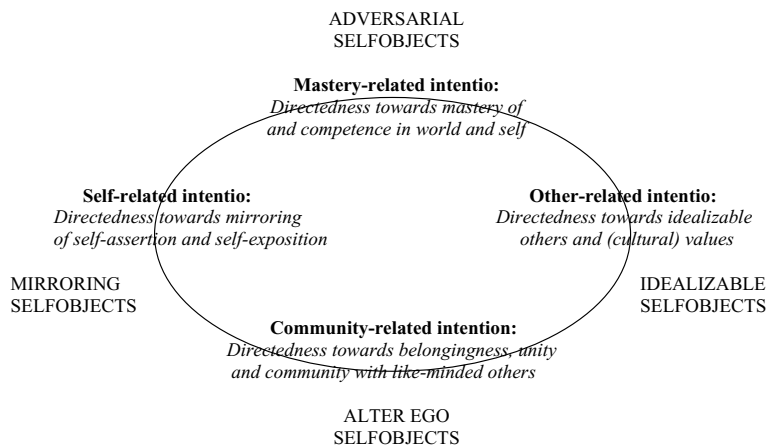 ADVERSARIAL
SELFOBJECTS
Mastery-related intentio:
Directedness towards mastery of
and competence in world and self
Self-related intentio:
Directedness towards mirroring
of self-assertion and self-exposition
Other-related intentio:
Directedness towards idealizable
others and (cultural) values
MIRRORING
SELFOBJECTS
IDEALIZABLE
SELFOBJECTS
Community-related intention:
Directedness towards belongingness, unity
and community with like-minded others
ALTER EGO
SELFOBJECTS